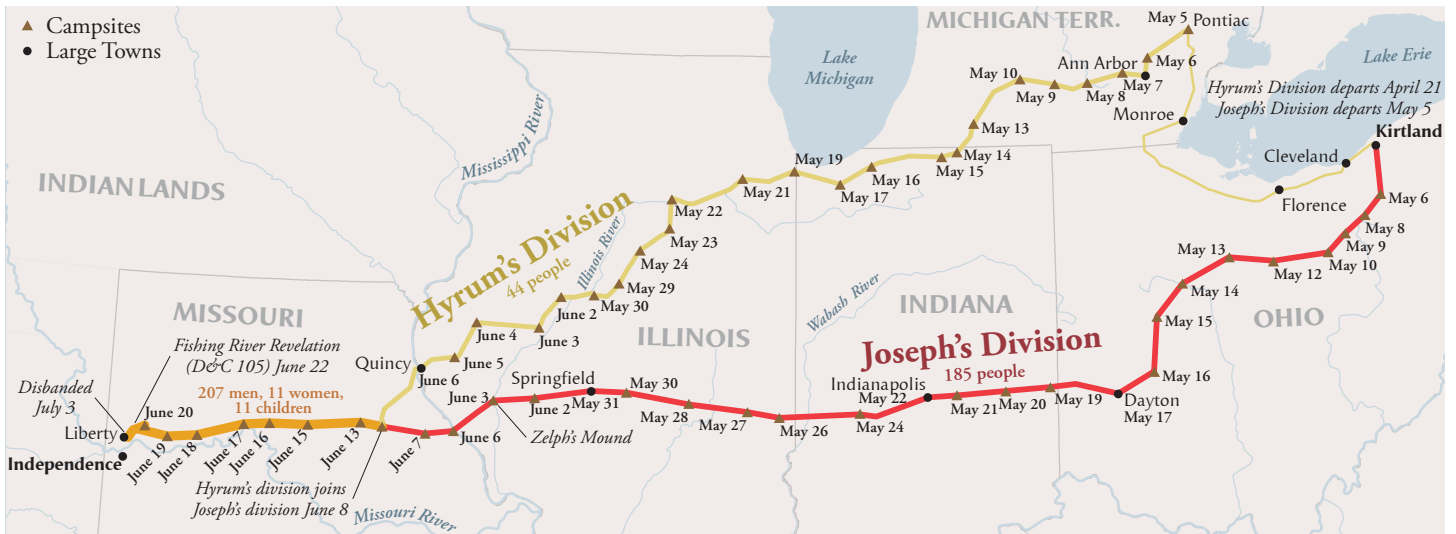 Campsites
Large Towns
MICHIGAN TERR.
May 5
Pontiac
Lake
Michigan
Lake Erie
Ann Arbor
May 6
May 7
May 8
May 9
May 10
Hyrum's Division departs April 21
Joseph's Division departs May 5
Monroe
Kirtland
May 13
May 14
May 15
May 16
May 17
May 19
May 21
May 22
May 23
May 24
May 29
May 30
June 2
June 3
June 4
June 5
June 6
Quincy
Cleveland
Florence
Mississippi River
INDIAN LANDS
Hyrum's Division
44 people
Illinois River
Wabash River
MISSOURI
ILLINOIS
INDIANA
OHIO
May 6
May 8
May 9
May 10
May 12
May 13
May 14
May 15
May 16
Dayton
May 17
May 19
May 20
May 21
Indianapolis
May 22
May 24
May 26
May 27
May 28
May 30
Springfield
May 31
June 2
June 3
Zelph's Mound
June 6
June 7
Joseph's Division
185 people
Fishing River Revelation
(D&C 105) June 22
Disbanded
July 3
207 men, 11 women,
11 children
Liberty
Independence
June 20
June 19
June 18
June 17
June 16
June 15
June 13
Hyrum's division joins
Joseph's division June 8
Missouri River